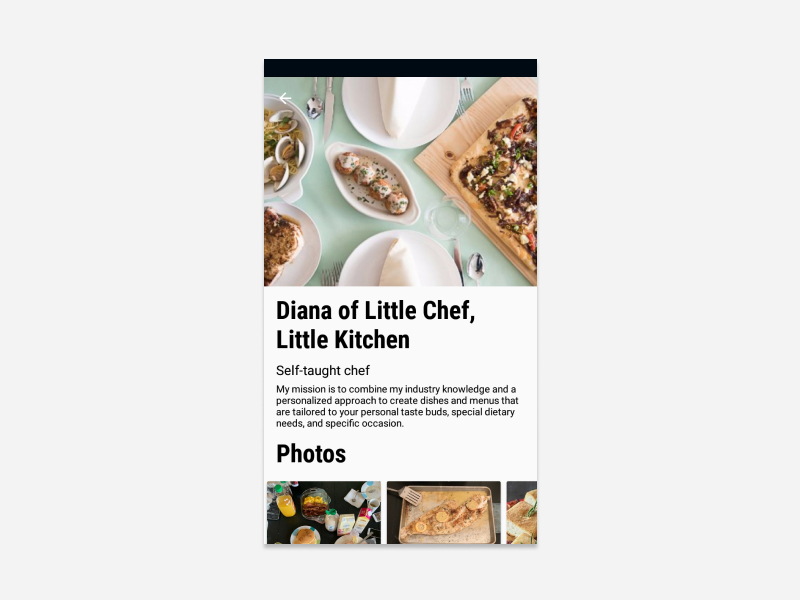 Diana of Little Chef,
Little Kitchen
Self-taught chef
My mission is to combine my industry knowledge and a
personalized approach to create dishes and menus that
are tailored to your personal taste buds, special dietary
needs, and specific occasion.
Photos